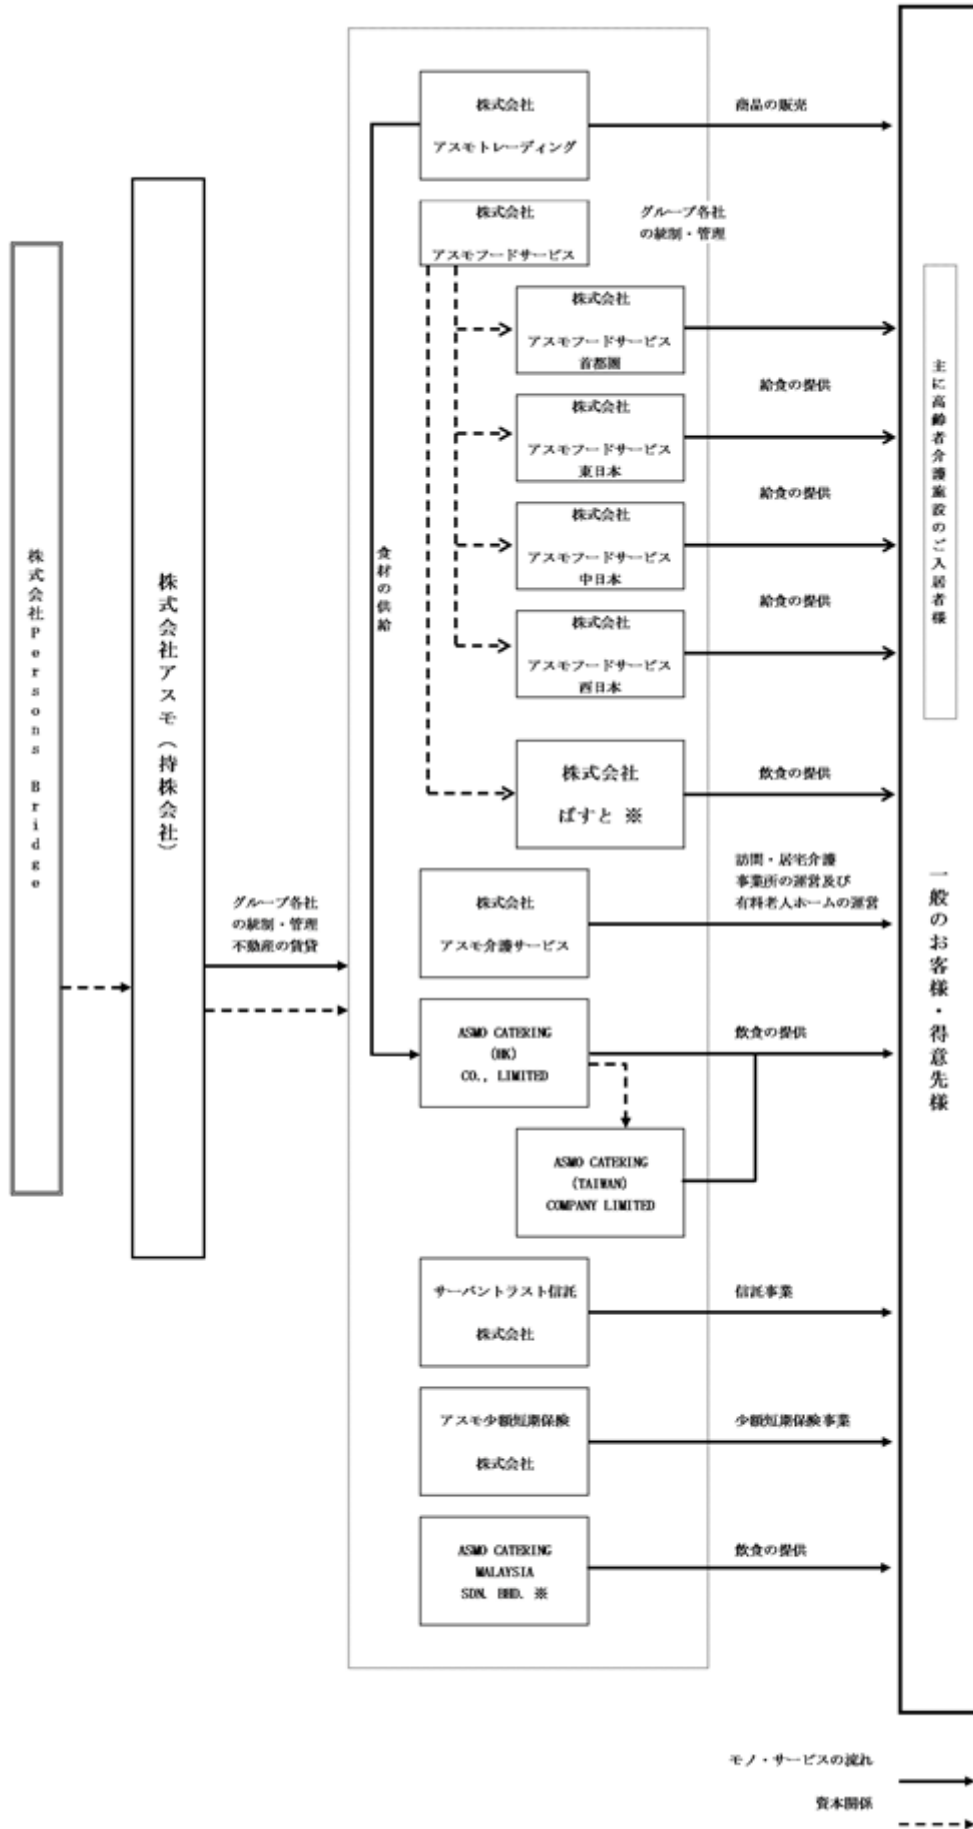 株式会社Persons Bridge
株式会社アスモ（持株会社）
グループ各社
の統制・管理
不動産の賃貸
食材の供給
株式会社
アスモトレーディング
商品の販売
株式会社
アスモフードサービス
グループ各社
の統制・管理
株式会社
アスモフードサービス
首都圏
給食の提供
株式会社
アスモフードサービス
東日本
給食の提供
株式会社
アスモフードサービス
中日本
給食の提供
株式会社
アスモフードサービス
西日本
株式会社
ぱすと ※
飲食の提供
訪問・居宅介護
事業所の運営及び
有料老人ホームの運営
株式会社
アスモ介護サービス
ASMO CATERING
(HK)
CO., LIMITED
飲食の提供
ASMO CATERING
(TAIWAN)
COMPANY LIMITED
サーバントラスト信託
株式会社
信託事業
アスモ少額短期保険
株式会社
少額短期保険事業
ASMO CATERING
MALAYSIA
SDN. BHD. ※
飲食の提供
主に高齢者介護施設のご入居者様
一般のお客様・得意先様
モノ・サービスの流れ
資本関係